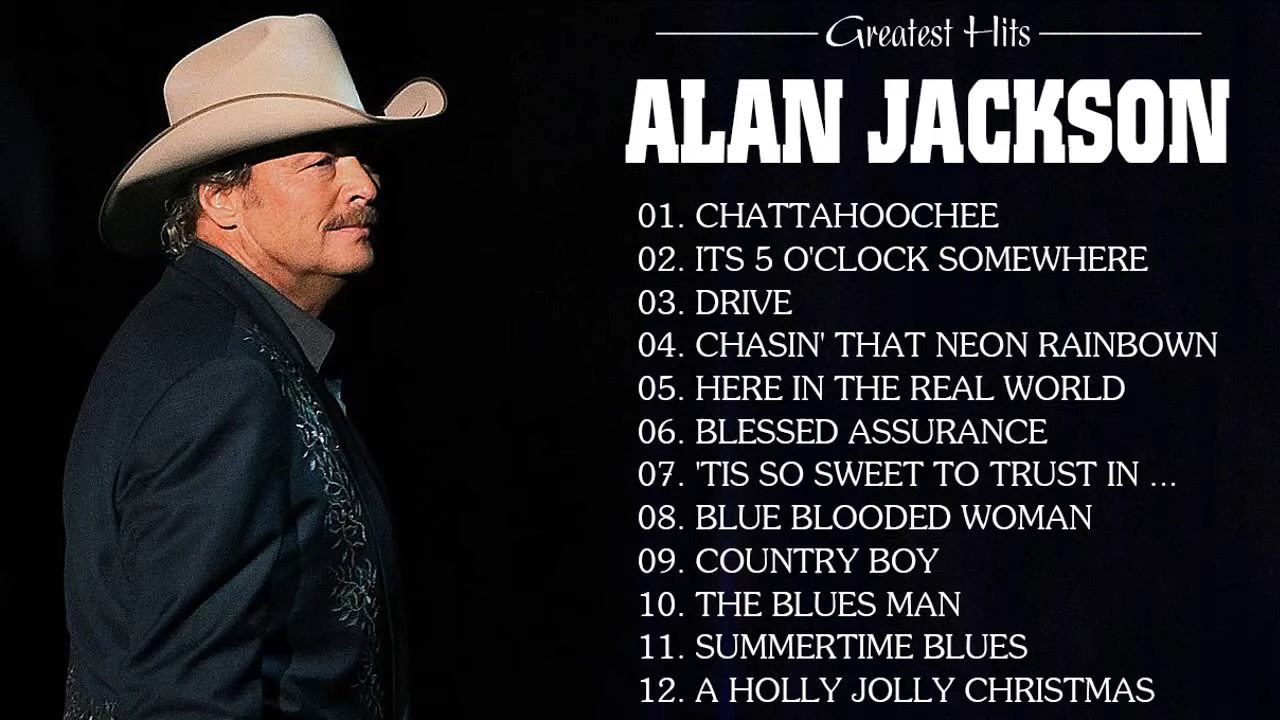 Greatest Hits
ALAN JACKSON
01. CHATTAHOOCHEE
02. ITS 5 O'CLOCK SOMEWHERE
03. DRIVE
04. CHASIN' THAT NEON RAINBOWN
05. HERE IN THE REAL WORLD
06. BLESSED ASSURANCE
07. 'TIS SO SWEET TO TRUST IN ...
08. BLUE BLOODED WOMAN
09. COUNTRY BOY
10. THE BLUES MAN
11. SUMMERTIME BLUES
12. A HOLLY JOLLY CHRISTMAS